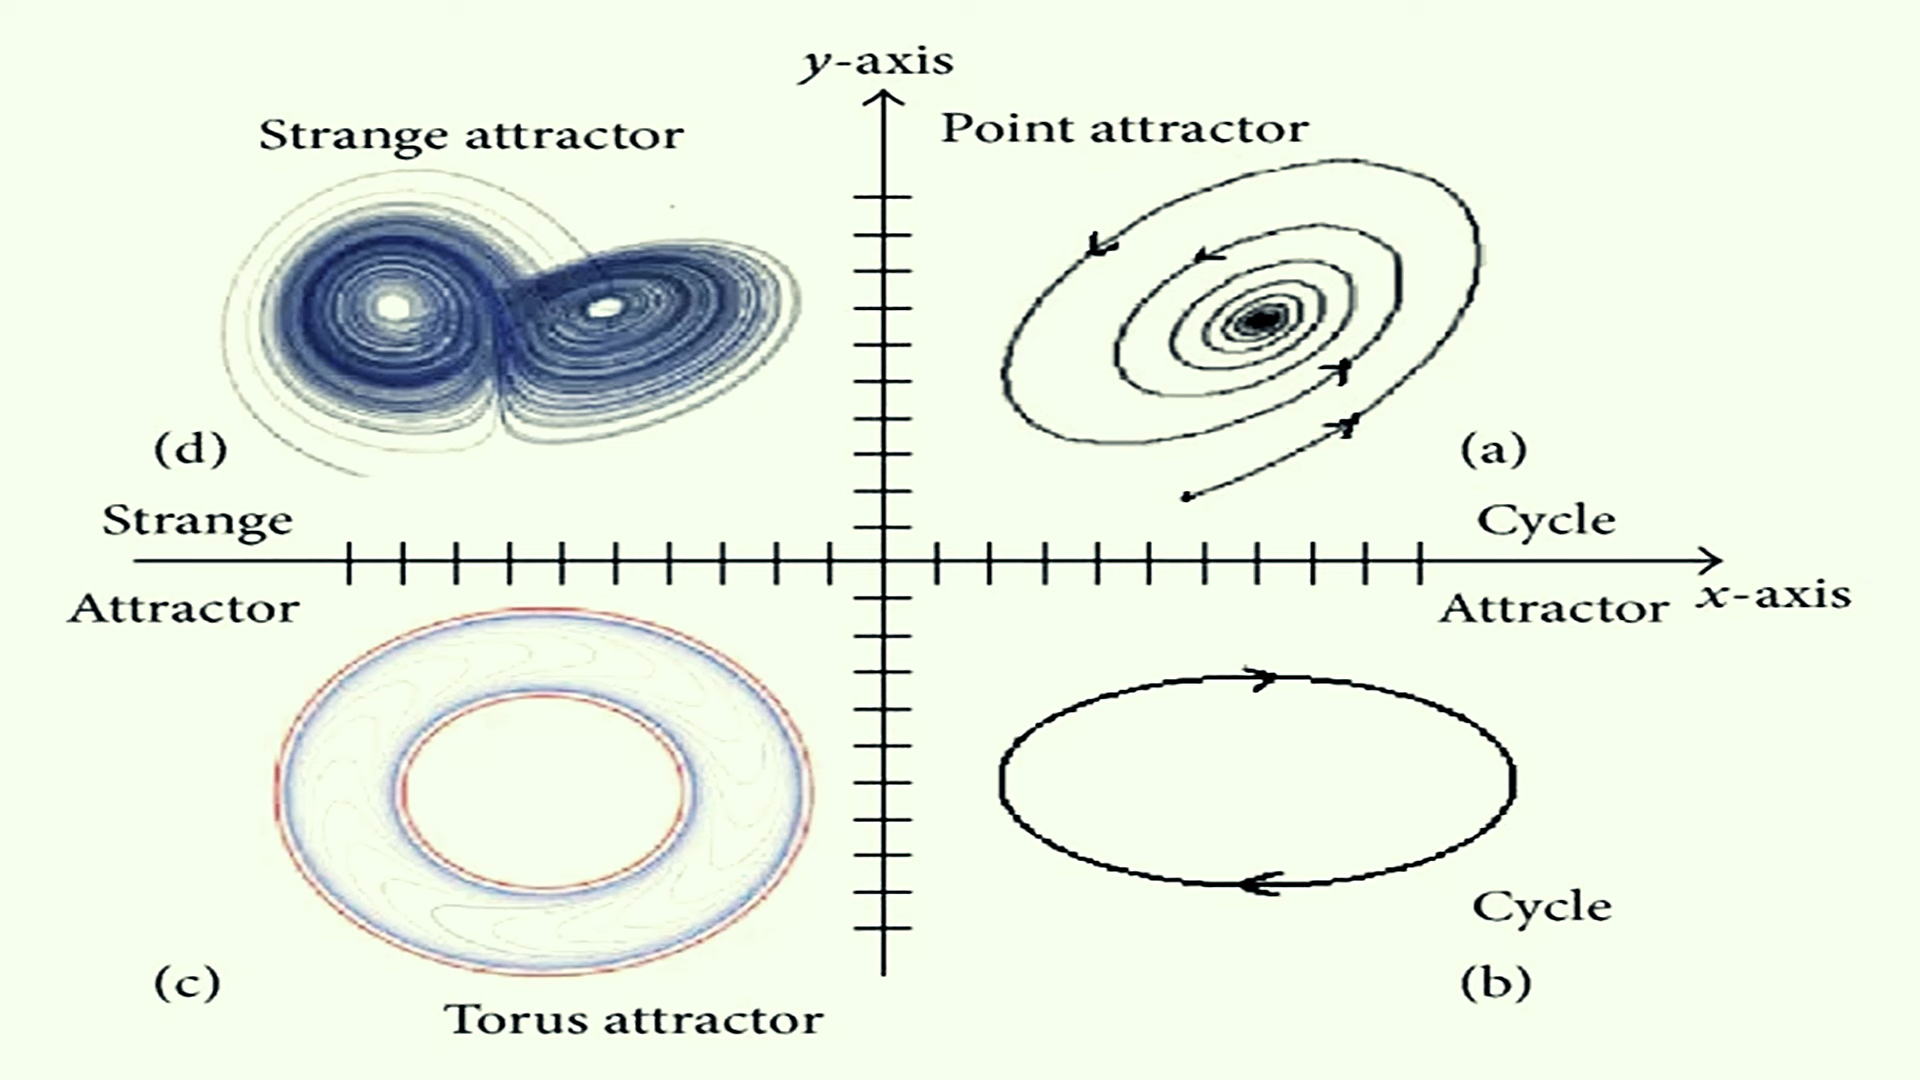 y-axis
Strange attractor
Point attractor
(d)
(a)
Strange
Cycle
Attractor
Attractor
x-axis
Cycle
(c)
(b)
Torus attractor